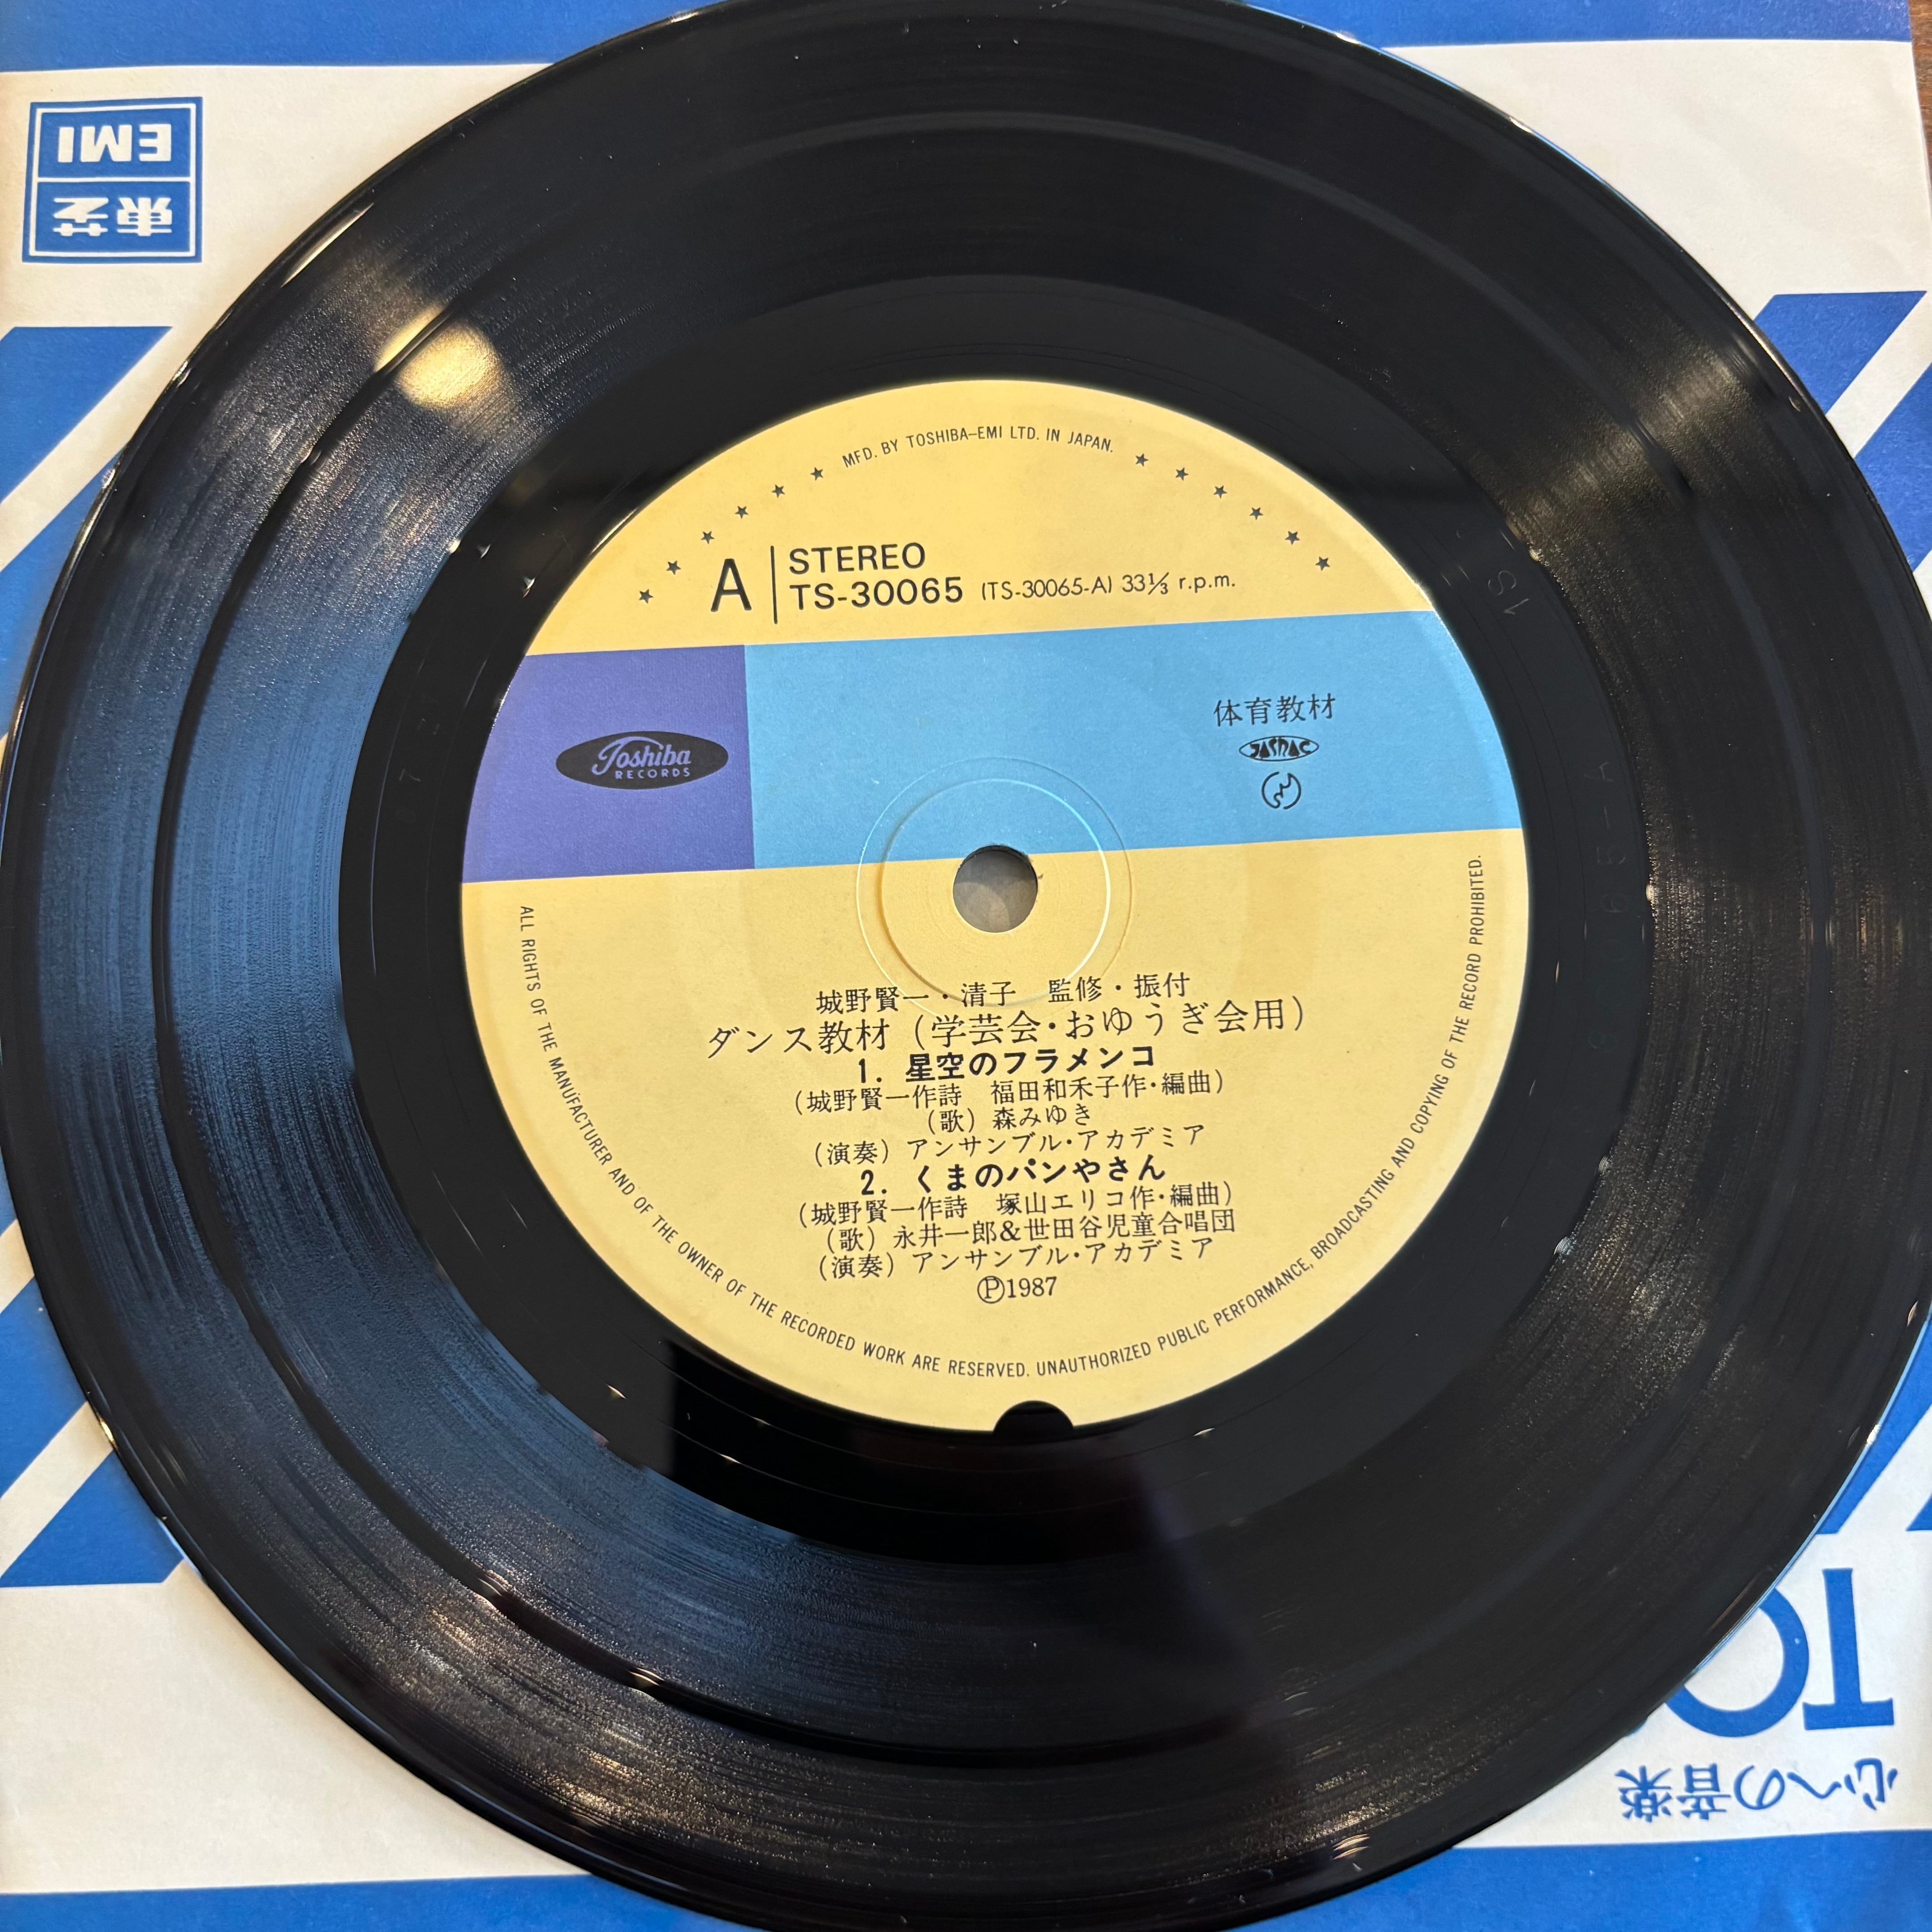 EMI
東芝
MFD. BY TOSHIBA-EMI LTD. IN JAPAN.
A
STEREO
TS-30065 (TS-30065-A) 33⅓ r.p.m.
Toshiba
RECORDS
体育教材
JASRAC
城野賢一・清子 監修・振付
ダンス教材(学芸会・おゆうぎ会用)
1. 星空のフラメンコ
(城野賢一作詩 福田和禾子作・編曲)
(歌)森みゆき
(演奏)アンサンブル・アカデミア
2. くまのパンやさん
(城野賢一作詩 塚山エリコ作・編曲)
(歌)永井一郎&世田谷児童合唱団
(演奏)アンサンブル・アカデミア
Ⓟ1987
ALL RIGHTS OF THE MANUFACTURER AND OF THE OWNER OF THE RECORDED WORK ARE RESERVED. UNAUTHORIZED PUBLIC PERFORMANCE, BROADCASTING AND COPYING OF THE RECORD PROHIBITED.
TO
心への音楽